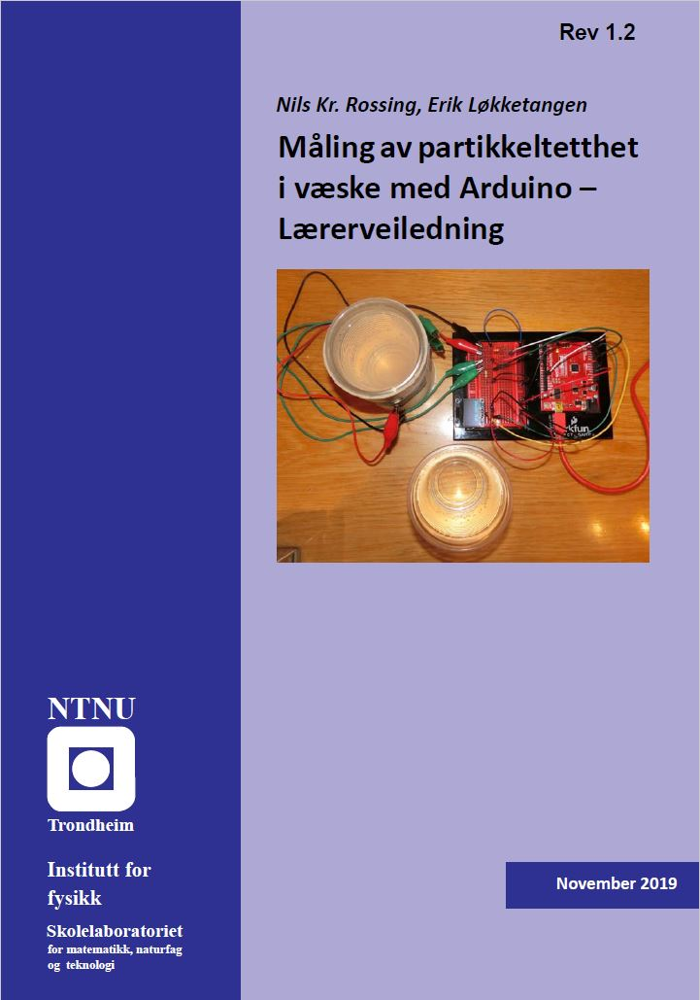 Rev 1.2
Nils Kr. Rossing, Erik Løkketangen
Måling av partikkeltetthet
i væske med Arduino –
Lærerveiledning
NTNU
Trondheim
Institutt for
fysikk
Skolelaboratoriet
for matematikk, naturfag
og teknologi
November 2019